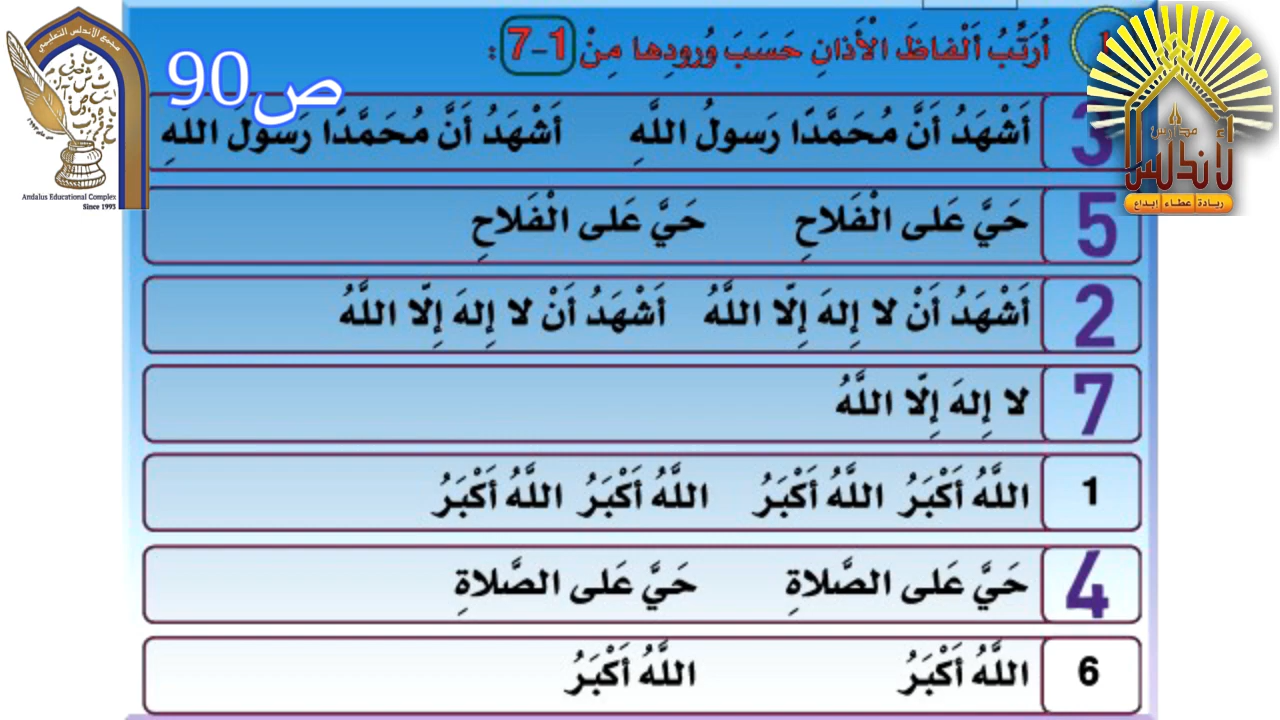 أُرَتِّبُ أَلْفاظَ الْأَذانِ حَسَبَ وُرودِها مِنْ 1-7 :
ص90
3 أَشْهَدُ أَنَّ مُحَمَّدًا رَسولُ اللَّهِ أَشْهَدُ أَنَّ مُحَمَّدًا رَسولُ اللَّهِ
5 حَيَّ عَلى الْفَلاحِ حَيَّ عَلى الْفَلاحِ
2 أَشْهَدُ أَنْ لا إِلهَ إِلّا اللَّهُ أَشْهَدُ أَنْ لا إِلهَ إِلّا اللَّهُ
7 لا إِلهَ إِلّا اللَّهُ
1 اللَّهُ أَكْبَرُ اللَّهُ أَكْبَرُ اللَّهُ أَكْبَرُ اللَّهُ أَكْبَرُ
4 حَيَّ عَلى الصَّلاةِ حَيَّ عَلى الصَّلاةِ
6 اللَّهُ أَكْبَرُ اللَّهُ أَكْبَرُ
مجمع الأندلس التعليمي
Andalus Educational Complex
Since 1993
مدارس
الأندلس
ريادة عطاء إبداع